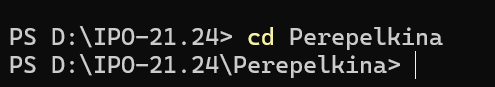 PS D:\IPO-21.24> cd Perepelkina
PS D:\IPO-21.24\Perepelkina>